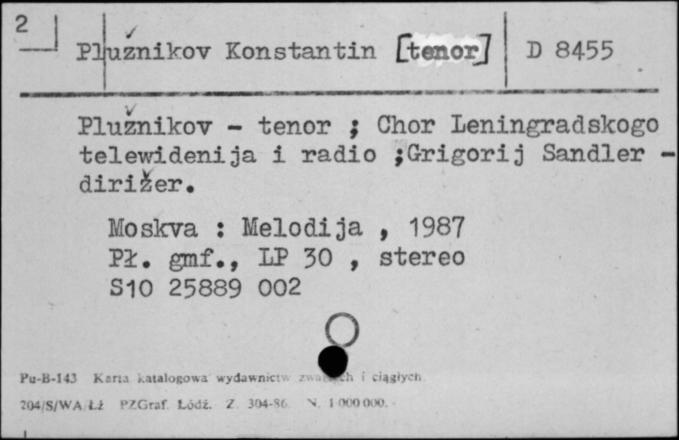 2
Plužnikov Konstantin [tenor] D 8455
Plužnikov - tenor ; Chor Leningradskogo
telewidenija i radio ;Grigorij Sandler -
dirižer.
Moskva : Melodija , 1987
Pł. gmf., LP 30 , stereo
S10 25889 002
Pu-B-143 Karta katalogowa wydawnictw i ciągłych
204/S/WA/Łż PZGraf. Łódź. Z. 304-86 N. 1 000 000.